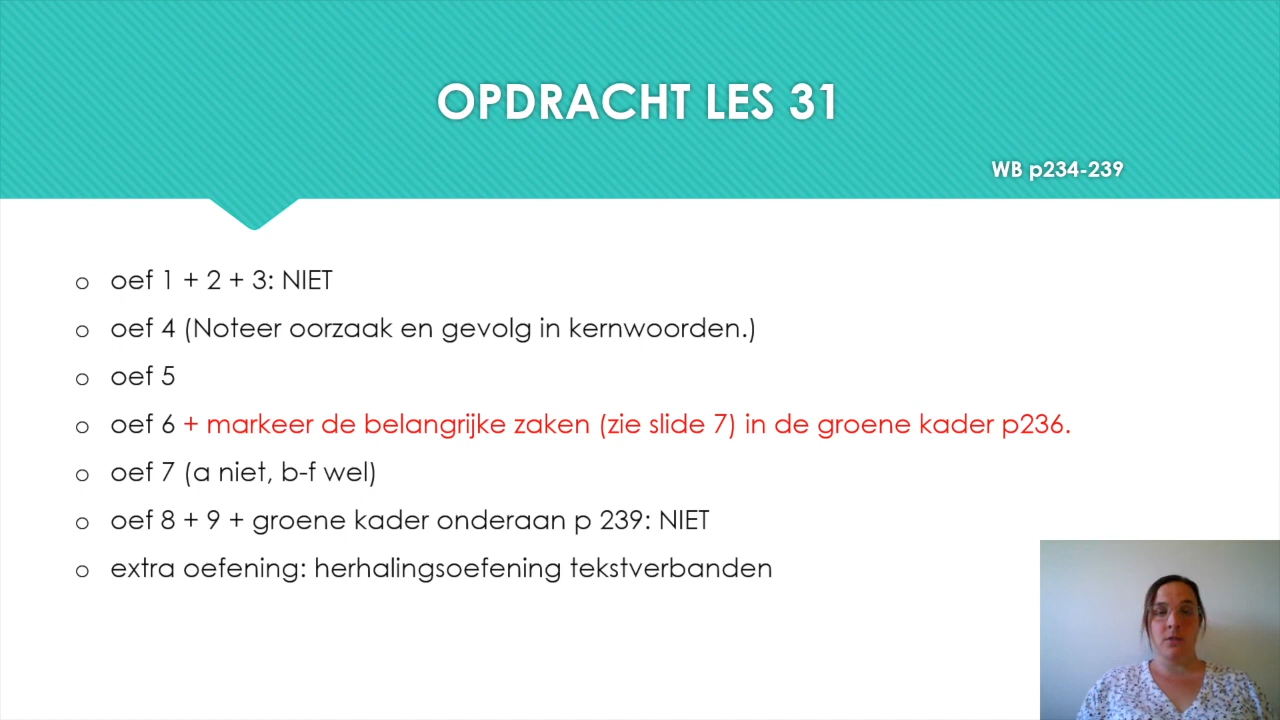 OPDRACHT LES 31
WB p234-239
o oef 1 + 2 + 3: NIET
o oef 4 (Noteer oorzaak en gevolg in kernwoorden.)
o oef 5
o oef 6 + markeer de belangrijke zaken (zie slide 7) in de groene kader p236.
o oef 7 (a niet, b-f wel)
o oef 8 + 9 + groene kader onderaan p 239: NIET
o extra oefening: herhalingsoefening tekstverbanden